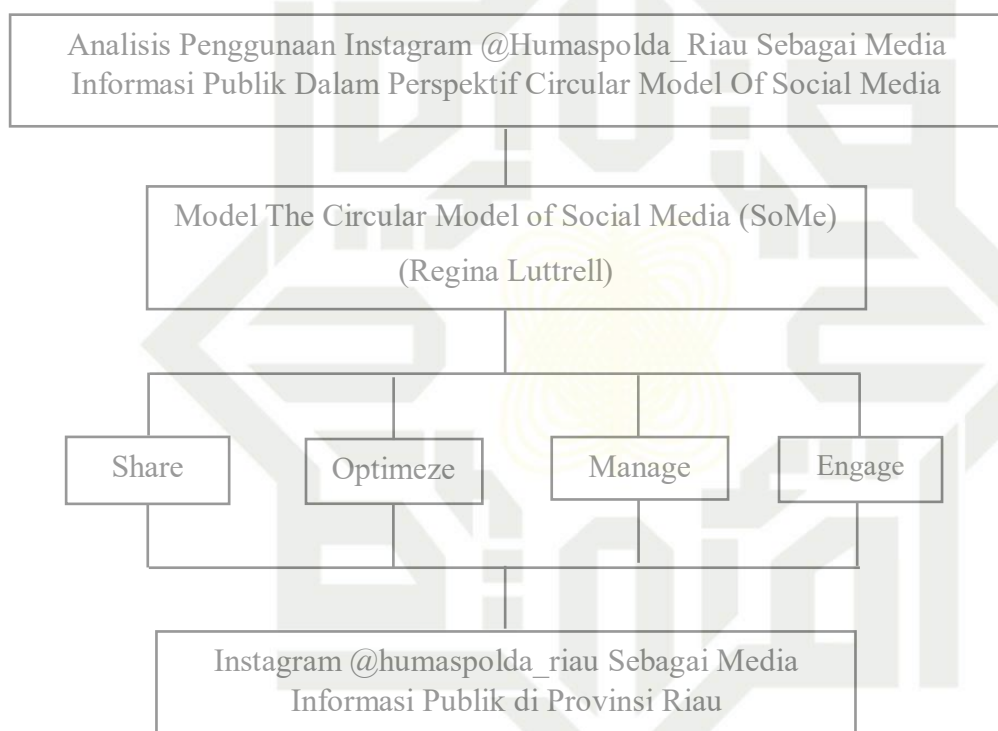 Analisis Penggunaan Instagram @Humaspolda_Riau Sebagai Media
Informasi Publik Dalam Perspektif Circular Model Of Social Media
Model The Circular Model of Social Media (SoMe)
(Regina Luttrell)
Share
Optimeze
Manage
Engage
Instagram @humaspolda_riau Sebagai Media
Informasi Publik di Provinsi Riau